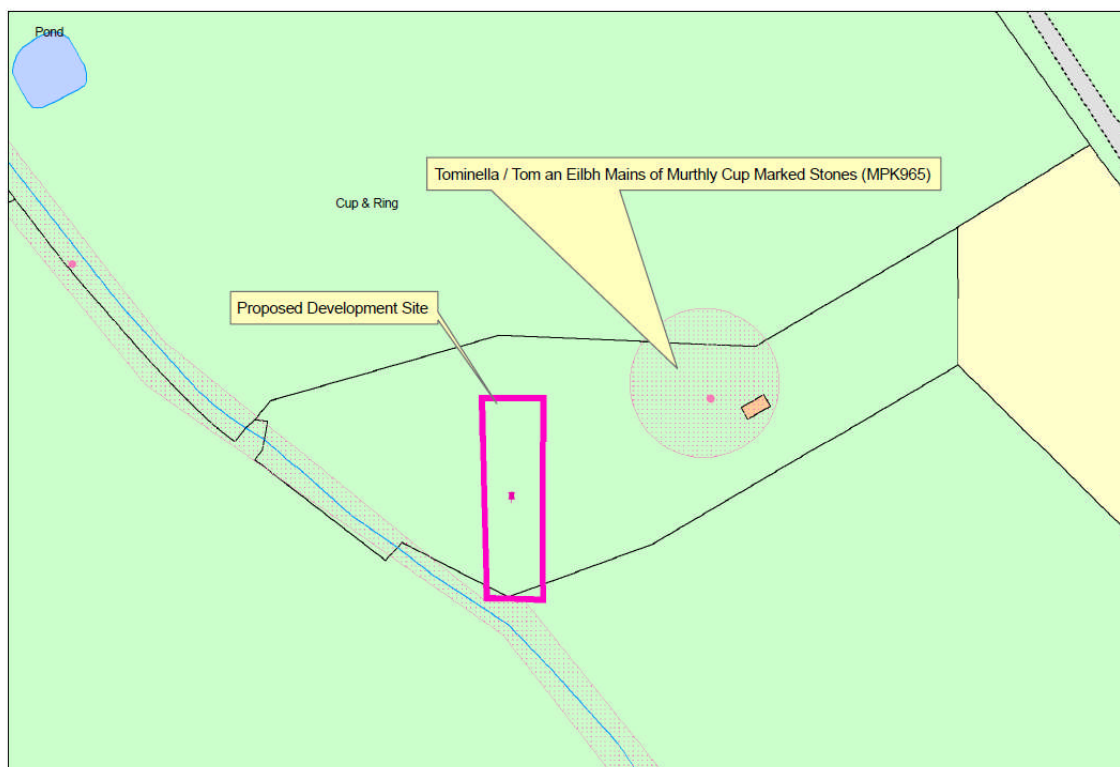 Pond
Tominella / Tom an Eilbh Mains of Murthly Cup Marked Stones (MPK965)
Cup & Ring
Proposed Development Site